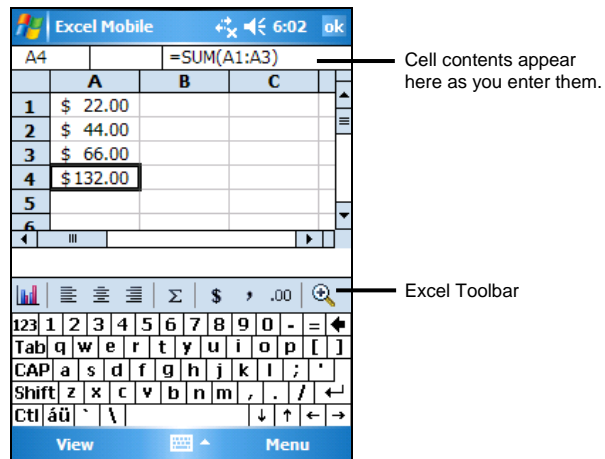 Excel Mobile 6:02 ok
A4 =SUM(A1:A3)
Cell contents appear
here as you enter them.
A B C
1 $ 22.00
2 $ 44.00
3 $ 66.00
4 $132.00
5
6
Σ $ , .00
Excel Toolbar
123 1 2 3 4 5 6 7 8 9 0 - =
Tab q w e r t y u i o p [ ]
CAP a s d f g h j k l ; '
Shift z x c v b n m , . /
Ctl áü ` \
View Menu